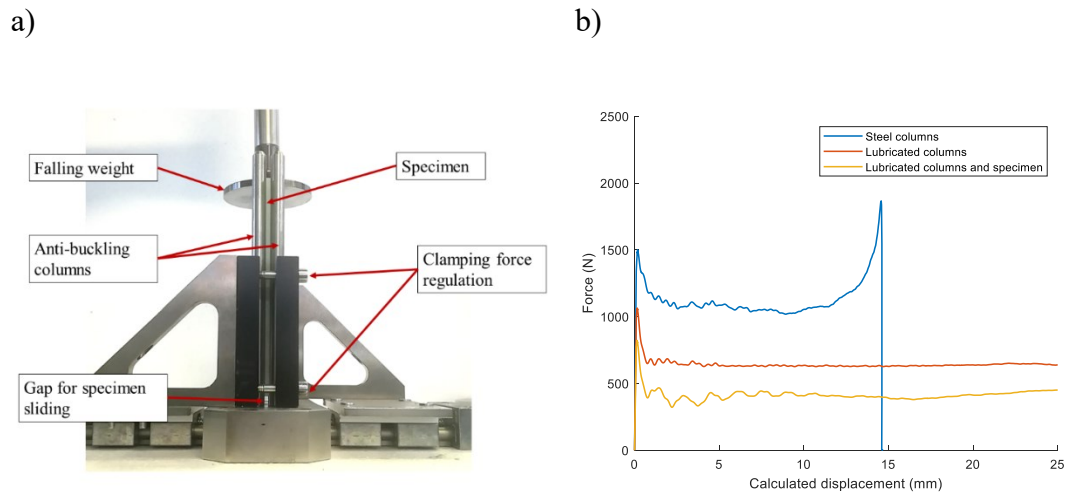 a)
b)
Falling weight
Specimen
Anti-buckling
columns
Clamping force
regulation
Gap for specimen
sliding
2500
2000
1500
1000
500
0
Force (N)
Steel columns
Lubricated columns
Lubricated columns and specimen
0
5
10
15
20
25
Calculated displacement (mm)